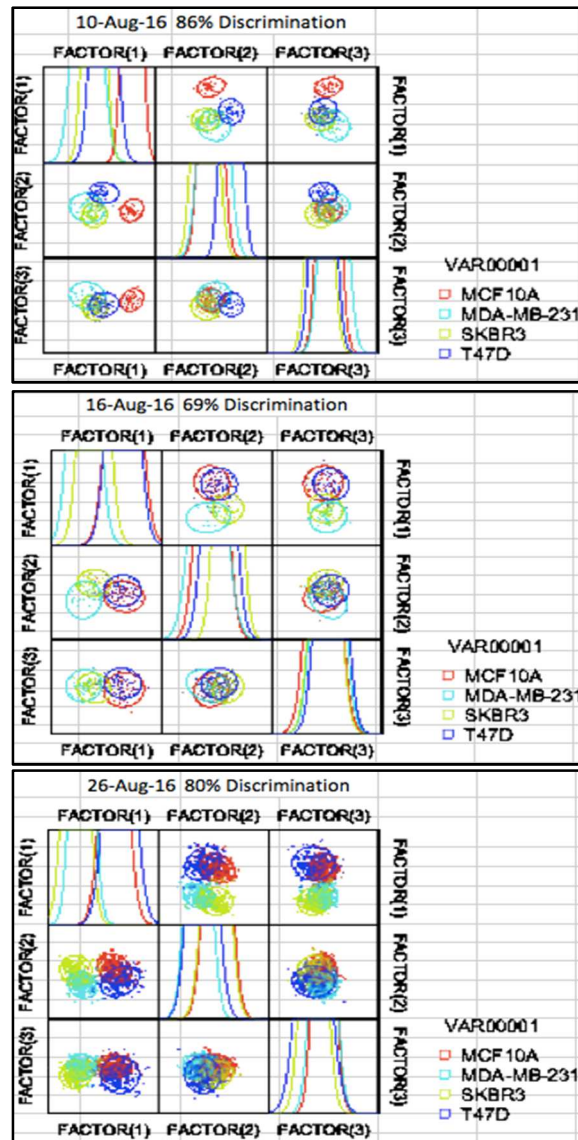 10-Aug-16 86% Discrimination
FACTOR(1) FACTOR(2) FACTOR(3)
FACTOR(1) FACTOR(1)
FACTOR(2) FACTOR(2)
FACTOR(3) FACTOR(3)
FACTOR(1) FACTOR(2) FACTOR(3)
VAR00001
MCF10A
MDA-MB-231
SKBR3
T47D
16-Aug-16 69% Discrimination
FACTOR(1) FACTOR(2) FACTOR(3)
FACTOR(1) FACTOR(1)
FACTOR(2) FACTOR(2)
FACTOR(3) FACTOR(3)
FACTOR(1) FACTOR(2) FACTOR(3)
VAR00001
MCF10A
MDA-MB-231
SKBR3
T47D
26-Aug-16 80% Discrimination
FACTOR(1) FACTOR(2) FACTOR(3)
FACTOR(1) FACTOR(1)
FACTOR(2) FACTOR(2)
FACTOR(3) FACTOR(3)
FACTOR(1) FACTOR(2) FACTOR(3)
VAR00001
MCF10A
MDA-MB-231
SKBR3
T47D